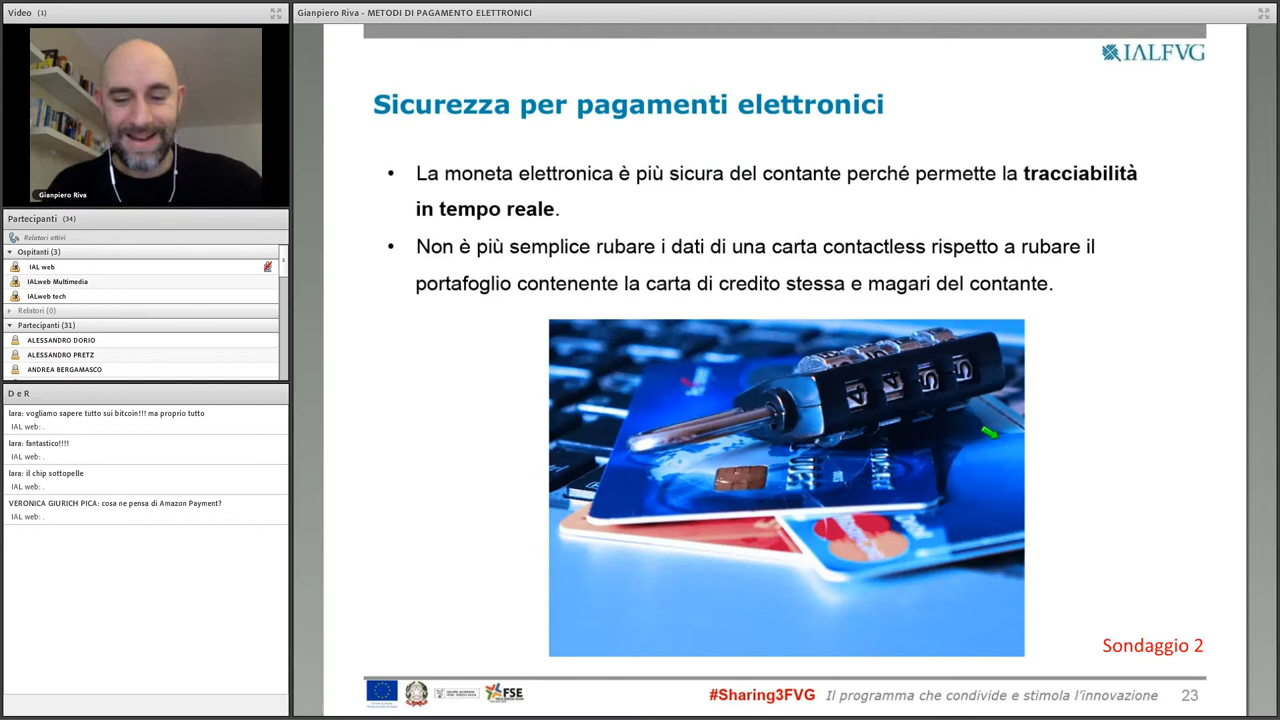 Video (1)
Gianpiero Riva
Partecipanti (34)
Relatori attivi
Ospitanti (3)
IAL web
IALweb Multimedia
IALweb tech
Relatori (0)
Partecipanti (31)
ALESSANDRO DORIO
ALESSANDRO PRETZ
ANDREA BERGAMASCO
D e R
lara: vogliamo sapere tutto sui bitcoin!!! ma proprio tutto
IAL web: .
lara: fantastico!!!!
IAL web: .
lara: il chip sottopelle
IAL web: .
VERONICA GIURICH PICA: cosa ne pensa di Amazon Payment?
IAL web: .
Gianpiero Riva - METODI DI PAGAMENTO ELETTRONICI
IALFVG
Sicurezza per pagamenti elettronici
• La moneta elettronica è più sicura del contante perché permette la tracciabilità
in tempo reale.
• Non è più semplice rubare i dati di una carta contactless rispetto a rubare il
portafoglio contenente la carta di credito stessa e magari del contante.
4 4 5 5
Sondaggio 2
FSE
#Sharing3FVG Il programma che condivide e stimola l'innovazione 23